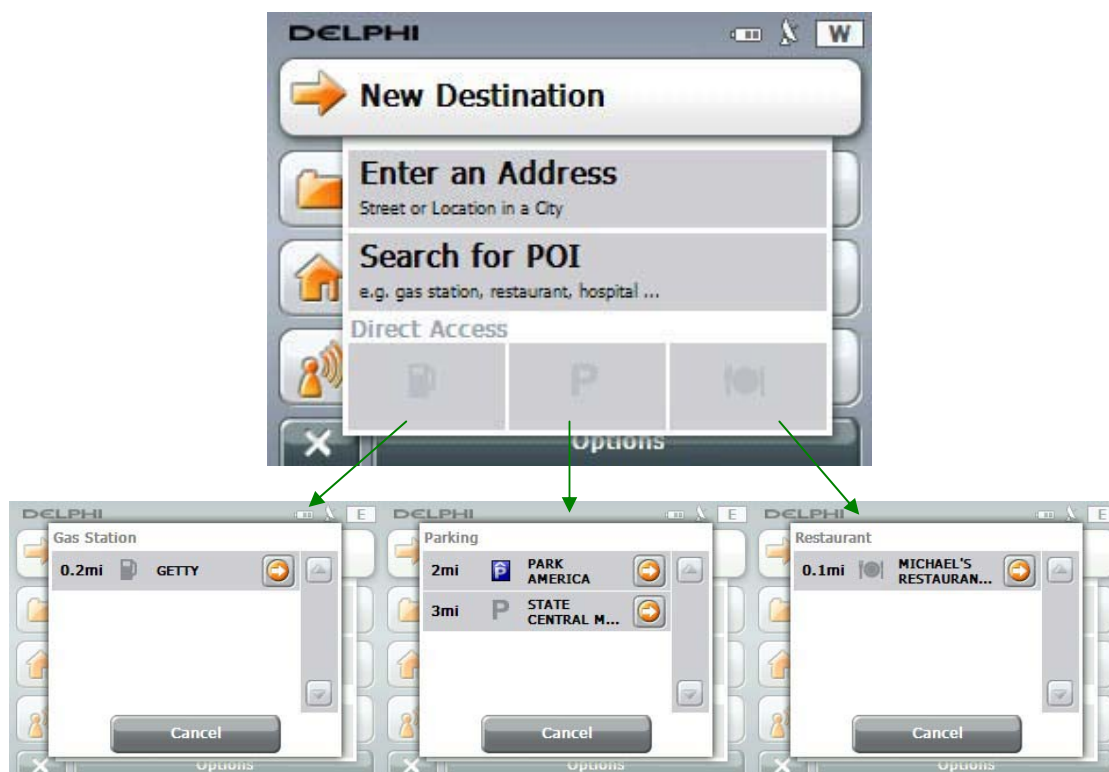 DELPHI
W
New Destination
Enter an Address
Street or Location in a City
Search for POI
e.g. gas station, restaurant, hospital ...
Direct Access
P
Options
DELPHI
E
Gas Station
0.2mi GETTY
Cancel
Options
DELPHI
E
Parking
2mi P PARK
AMERICA
3mi P STATE
CENTRAL M...
Cancel
Options
DELPHI
E
Restaurant
0.1mi MICHAEL'S
RESTAURAN...
Cancel
Options